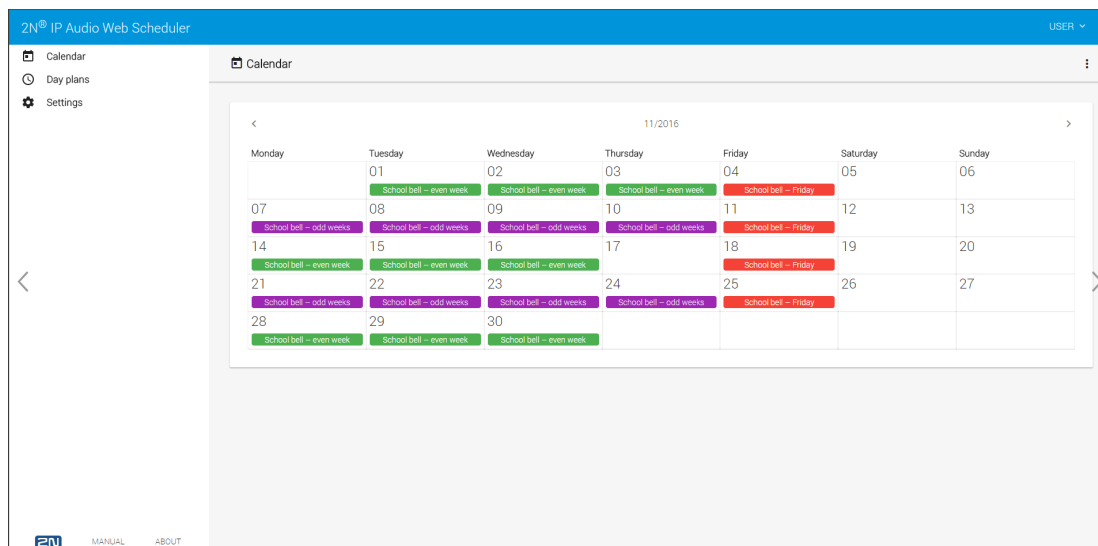 2N® IP Audio Web Scheduler
USER
Calendar
Day plans
Settings
Calendar
11/2016
Monday Tuesday Wednesday Thursday Friday Saturday Sunday
01 02 03 04 05 06
School bell – even week School bell – even week School bell – even week School bell – Friday
07 08 09 10 11 12 13
School bell – odd weeks School bell – odd weeks School bell – odd weeks School bell – odd weeks School bell – Friday
14 15 16 17 18 19 20
School bell – even week School bell – even week School bell – even week School bell – Friday
21 22 23 24 25 26 27
School bell – odd weeks School bell – odd weeks School bell – odd weeks School bell – odd weeks School bell – Friday
28 29 30
School bell – even week School bell – even week School bell – even week
2N MANUAL ABOUT